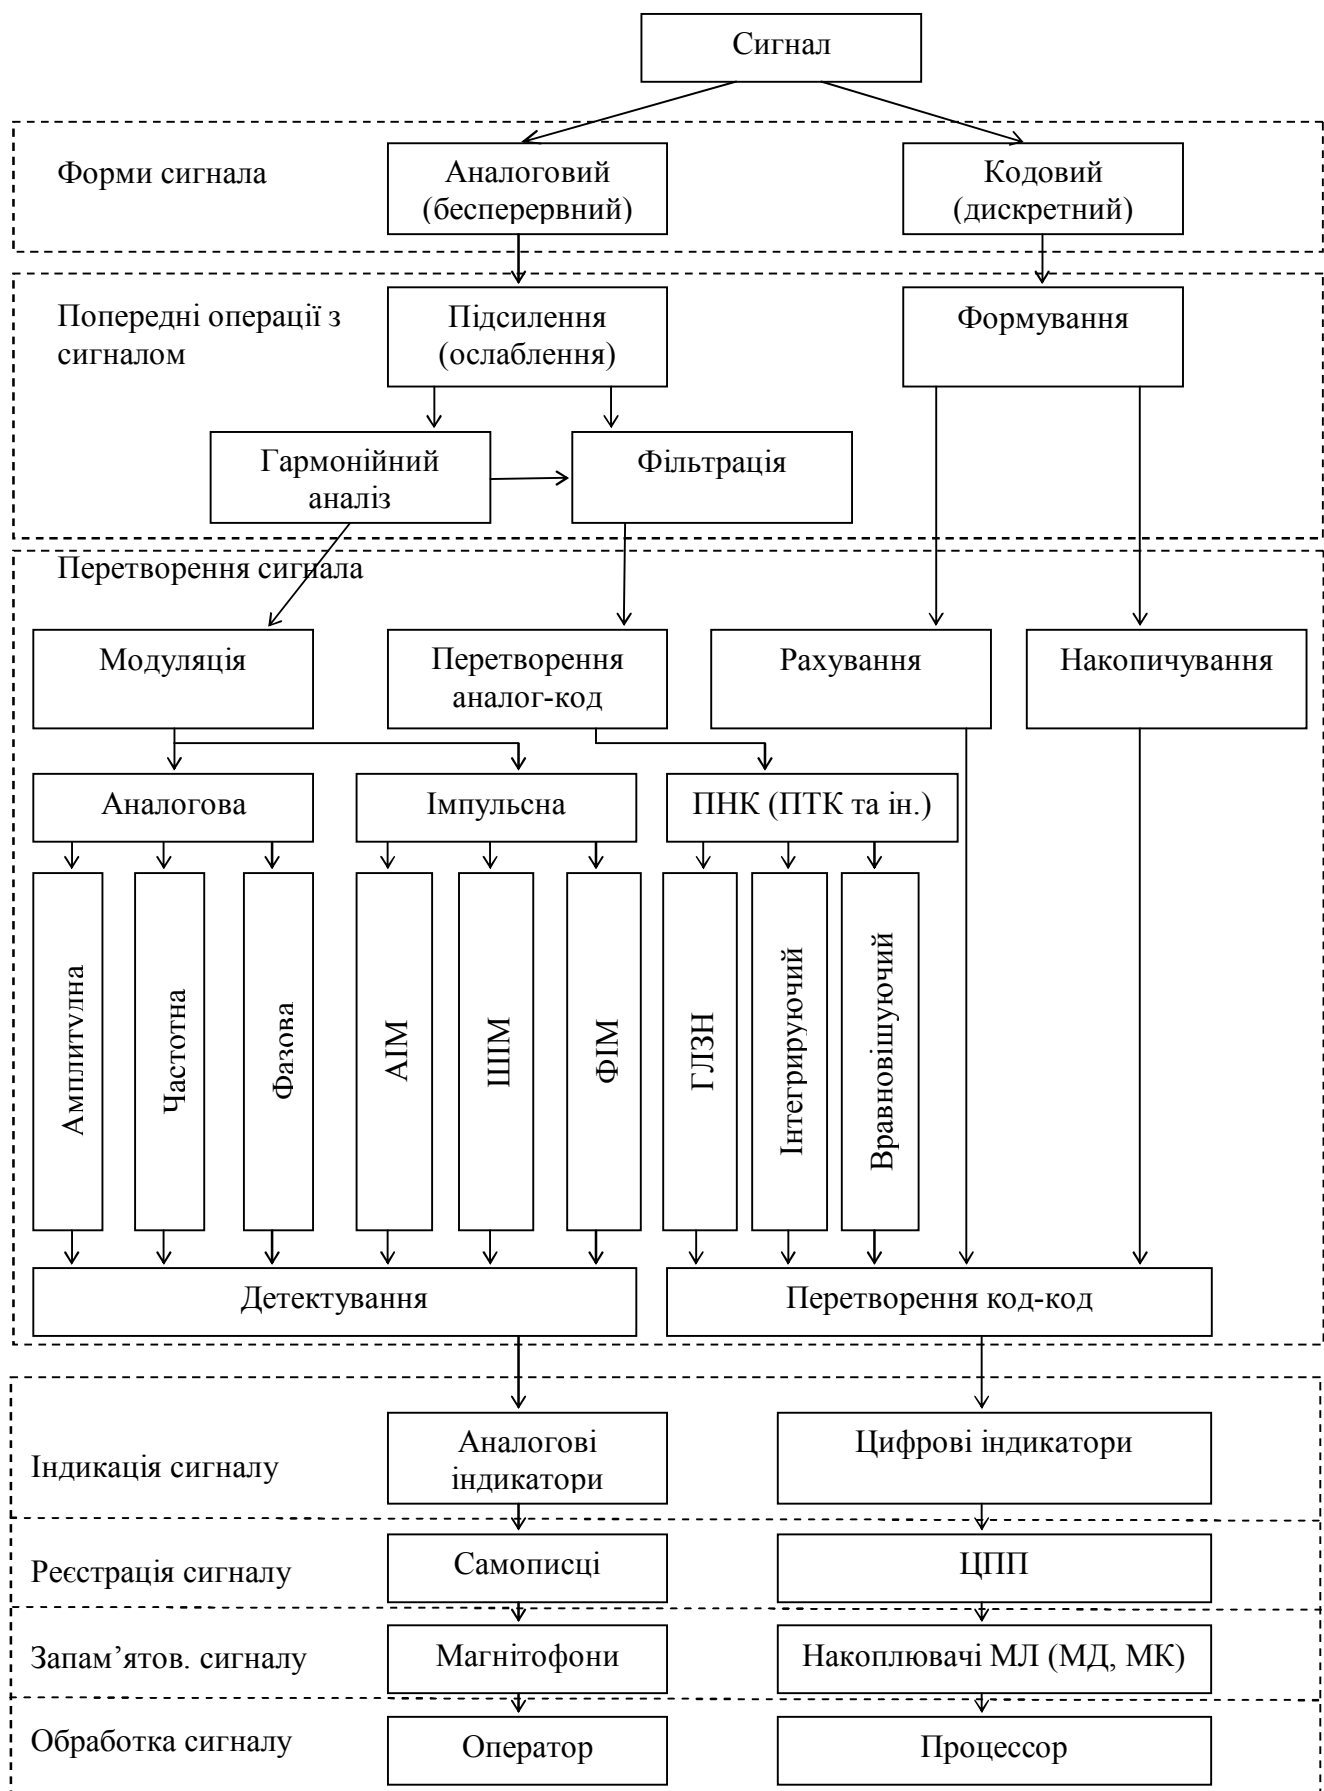 Сигнал
Форми сигнала
Аналоговий
(бесперервний)
Кодовий
(дискретний)
Попередні операції з
сигналом
Підсилення
(ослаблення)
Формування
Гармонійний
аналіз
Фільтрація
Перетворення сигнала
Модуляція
Перетворення
аналог-код
Рахування
Накопичування
Аналогова
Імпульсна
ПНК (ПТК та ін.)
Амплитудна
Частотна
Фазова
АІМ
ШІМ
ФІМ
ГЛЗН
Інтегрируючий
Вравновішуючий
Детектування
Перетворення код-код
Індикація сигналу
Аналогові
індикатори
Цифрові індикатори
Реєстрація сигналу
Самописці
ЦПП
Запам’ятов. сигналу
Магнітофони
Накоплювачі МЛ (МД, МК)
Обработка сигналу
Оператор
Процессор